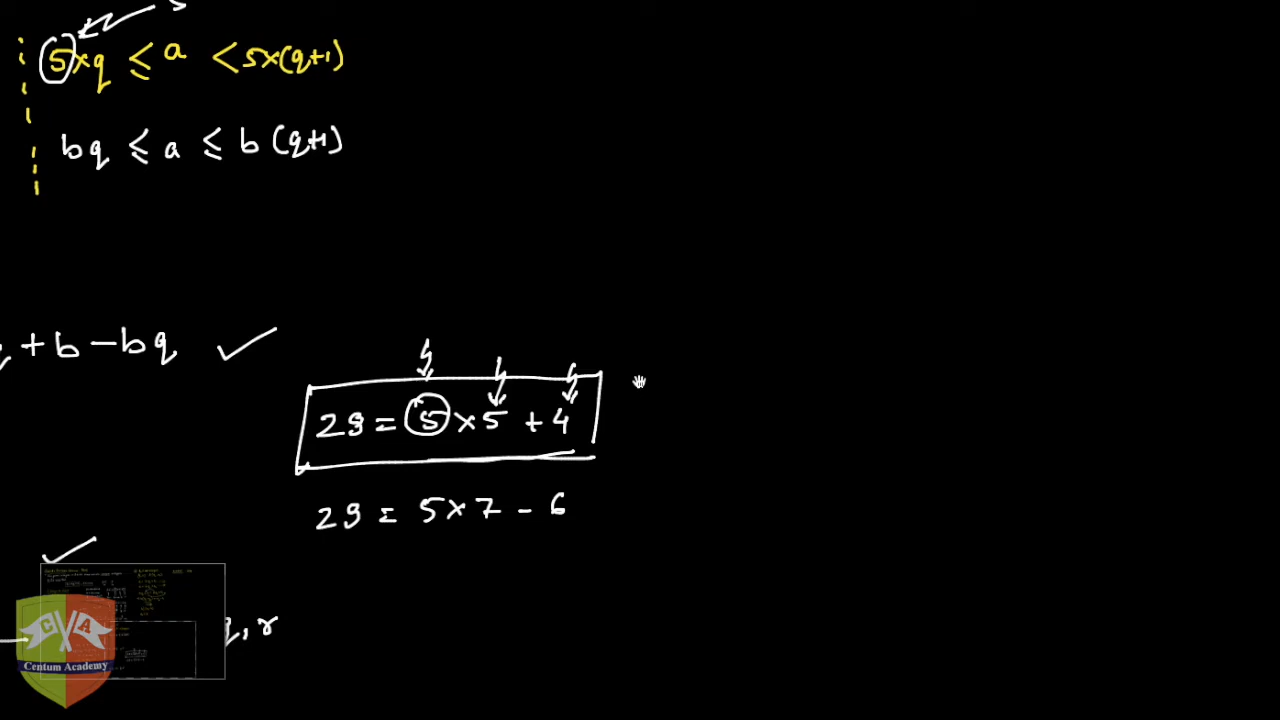 5×q ≤ a < 5×(q+1)
bq ≤ a ≤ b (q+1)
+ b − bq
29 = 5 × 5 + 4
29 = 5 × 7 − 6
, r
C A
Centum Academy